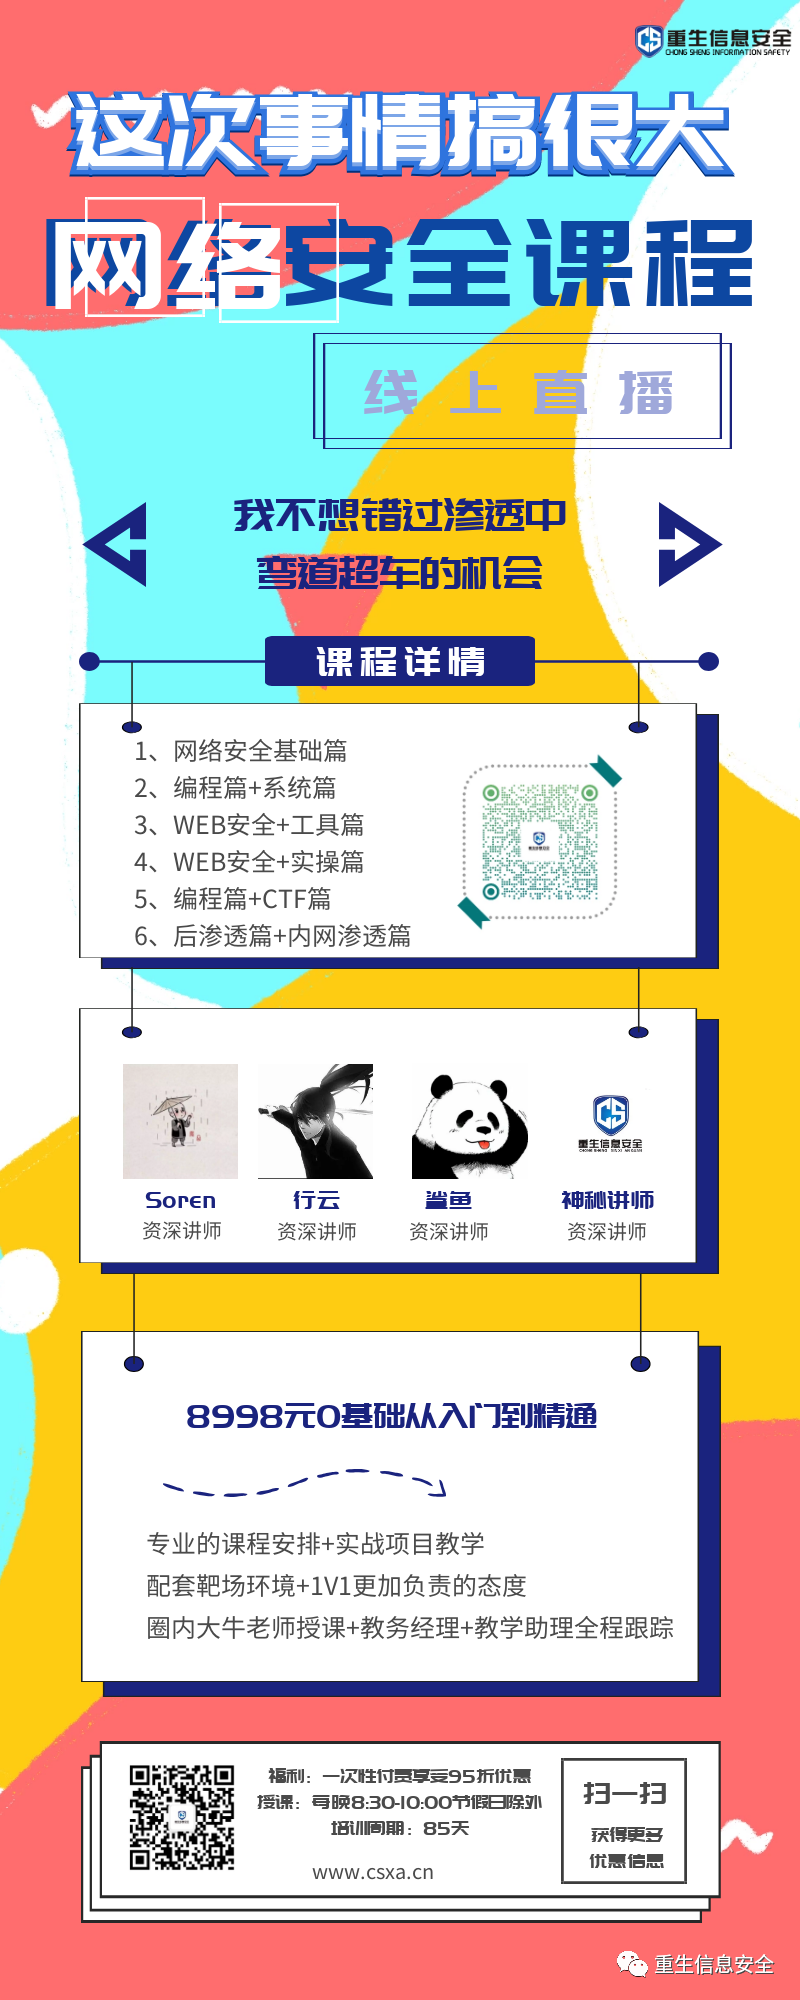 重生信息安全
CHONG SHENG INFORMATION SAFETY
这次事情搞很大
网络安全课程
线上直播
我不想错过渗透中
弯道超车的机会
课程详情
1、网络安全基础篇
2、编程篇+系统篇
3、WEB安全+工具篇
4、WEB安全+实操篇
5、编程篇+CTF篇
6、后渗透篇+内网渗透篇
重生信息安全
Soren
资深讲师
行云
资深讲师
鲨鱼
资深讲师
神秘讲师
资深讲师
8998元0基础从入门到精通
专业的课程安排+实战项目教学
配套靶场环境+1V1更加负责的态度
圈内大牛老师授课+教务经理+教学助理全程跟踪
福利：一次性付费享受95折优惠
授课：每晚8:30-10:00节假日除外
培训周期：85天
www.csxa.cn
扫一扫
获得更多
优惠信息
重生信息安全